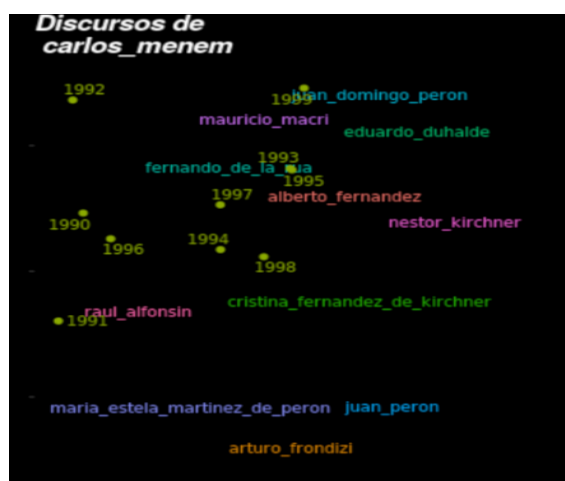 Discursos de
carlos_menem
1992
1999
juan_domingo_peron
mauricio_macri
eduardo_duhalde
1993
fernando_de_la_rua
1995
1997
alberto_fernandez
1990
nestor_kirchner
1994
1996
1998
cristina_fernandez_de_kirchner
raul_alfonsin
1991
maria_estela_martinez_de_peron
juan_peron
arturo_frondizi